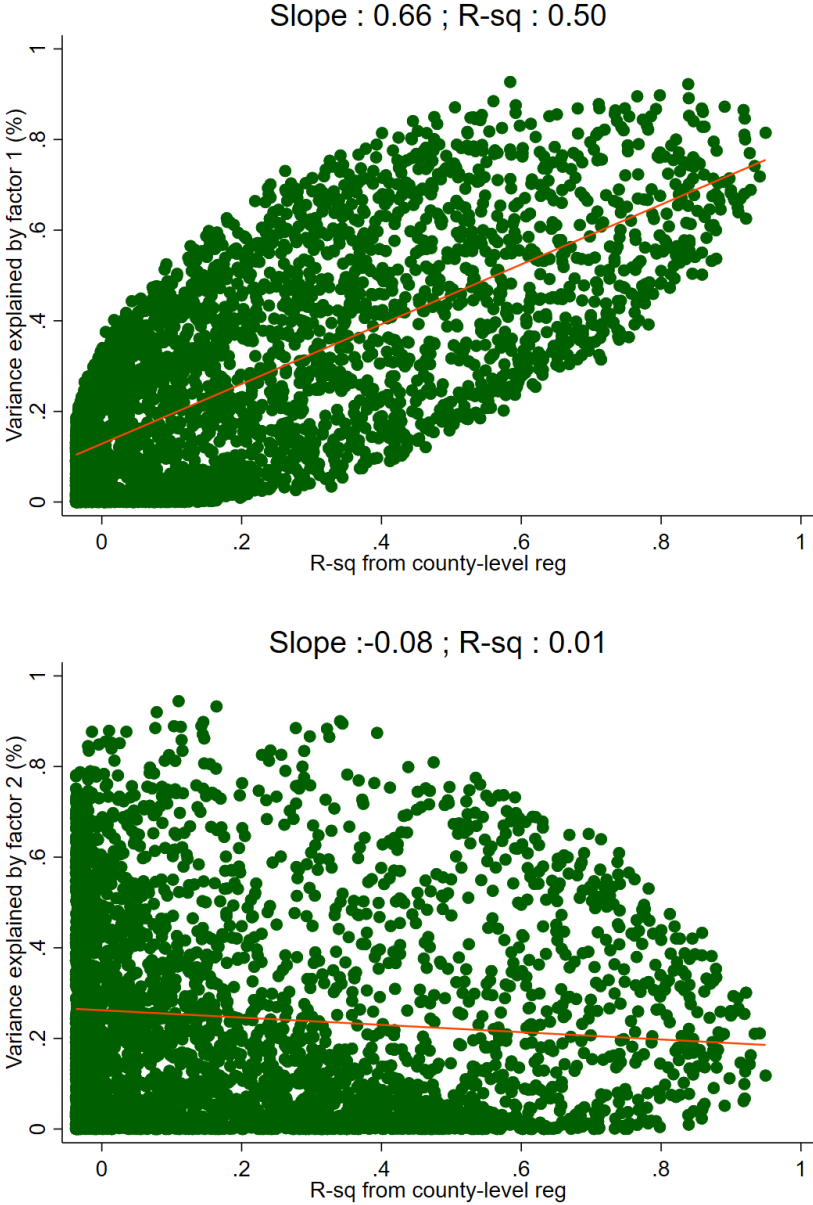 Slope : 0.66 ; R-sq : 0.50
Variance explained by factor 1 (%)
1
.8
.6
.4
.2
0
0 .2 .4 .6 .8 1
R-sq from county-level reg
Slope :-0.08 ; R-sq : 0.01
Variance explained by factor 2 (%)
1
.8
.6
.4
.2
0
0 .2 .4 .6 .8 1
R-sq from county-level reg